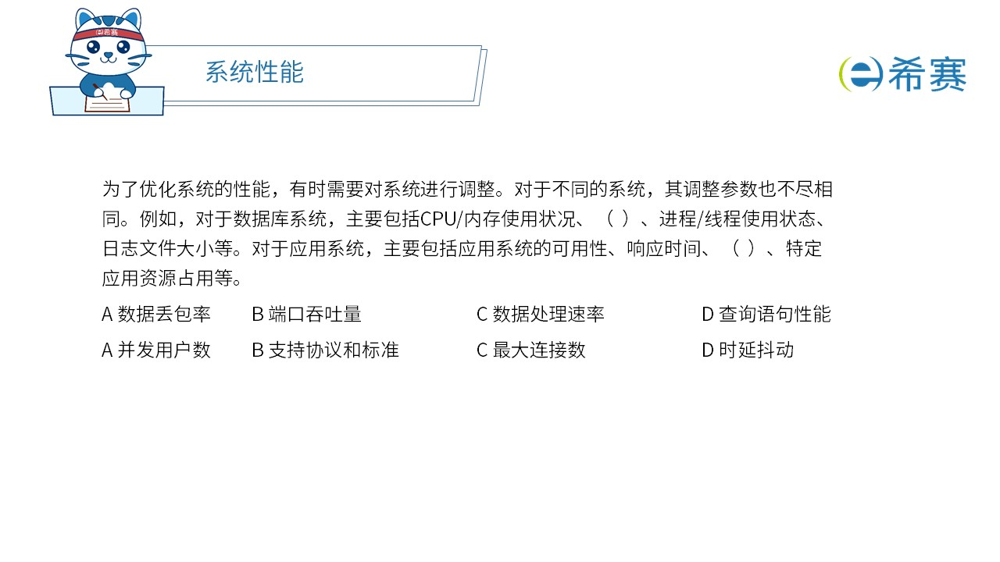 希赛
系统性能
希赛
为了优化系统的性能，有时需要对系统进行调整。对于不同的系统，其调整参数也不尽相
同。例如，对于数据库系统，主要包括CPU/内存使用状况、（ ）、进程/线程使用状态、
日志文件大小等。对于应用系统，主要包括应用系统的可用性、响应时间、（ ）、特定
应用资源占用等。
A 数据丢包率 B 端口吞吐量 C 数据处理速率 D 查询语句性能
A 并发用户数 B 支持协议和标准 C 最大连接数 D 时延抖动